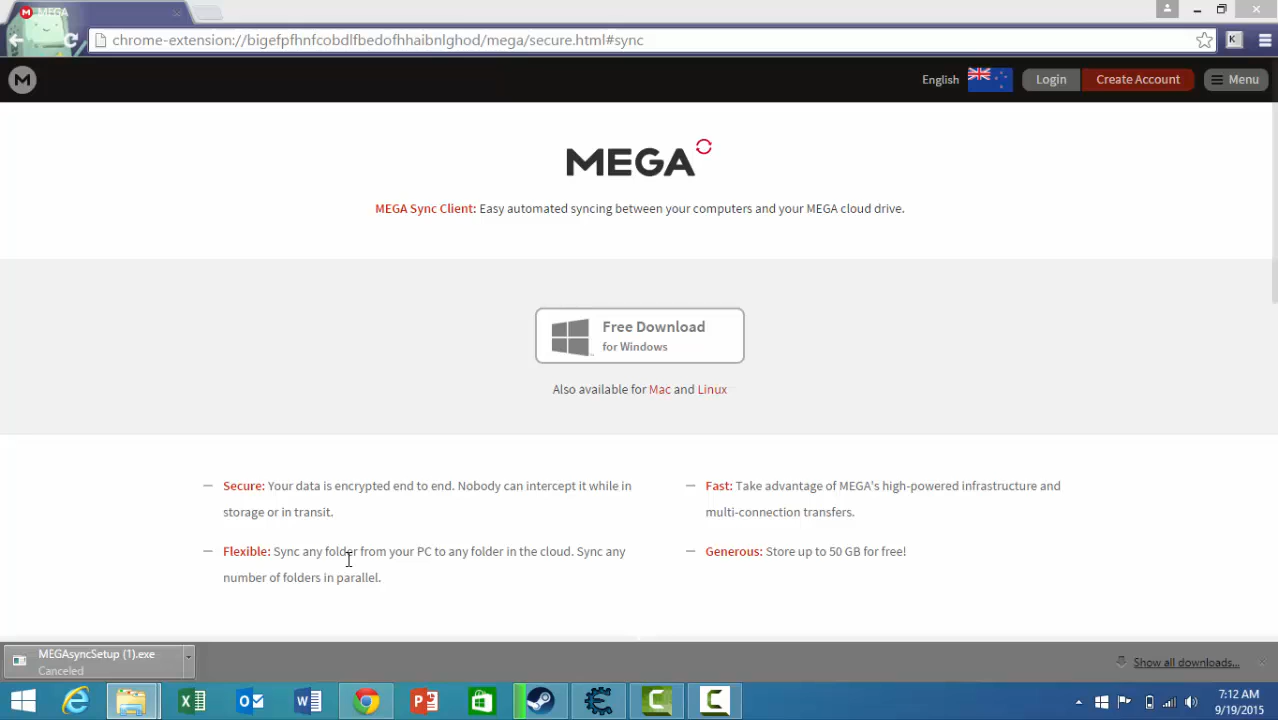 MEGA
chrome-extension://bigefpfhnfcobdlfbedofhhaibnlghod/mega/secure.html#sync
K
M
English
Login
Create Account
Menu
MEGA
MEGA Sync Client: Easy automated syncing between your computers and your MEGA cloud drive.
Free Download
for Windows
Also available for Mac and Linux
Secure: Your data is encrypted end to end. Nobody can intercept it while in
storage or in transit.
Flexible: Sync any folder from your PC to any folder in the cloud. Sync any
number of folders in parallel.
Fast: Take advantage of MEGA's high-powered infrastructure and
multi-connection transfers.
Generous: Store up to 50 GB for free!
MEGAsyncSetup (1).exe
Canceled
Show all downloads...
7:12 AM
9/19/2015